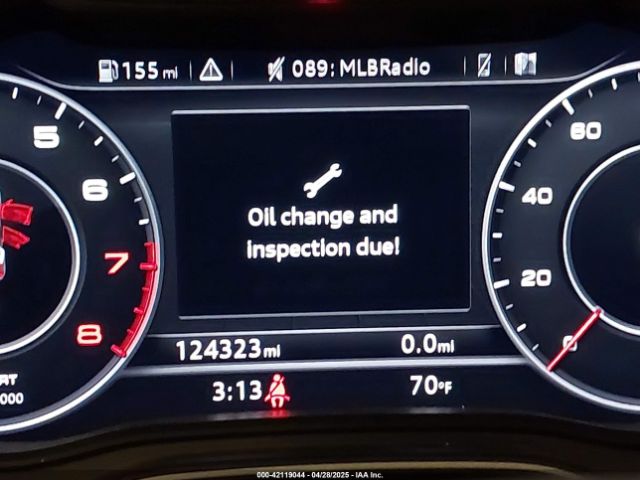 155 mi 089: MLBRadio
5
6
7
8
80
40
20
0
Oil change and
inspection due!
124323 mi 0.0 mi
3:13 70°F
000-42119044 - 04/28/2025 - IAA Inc.